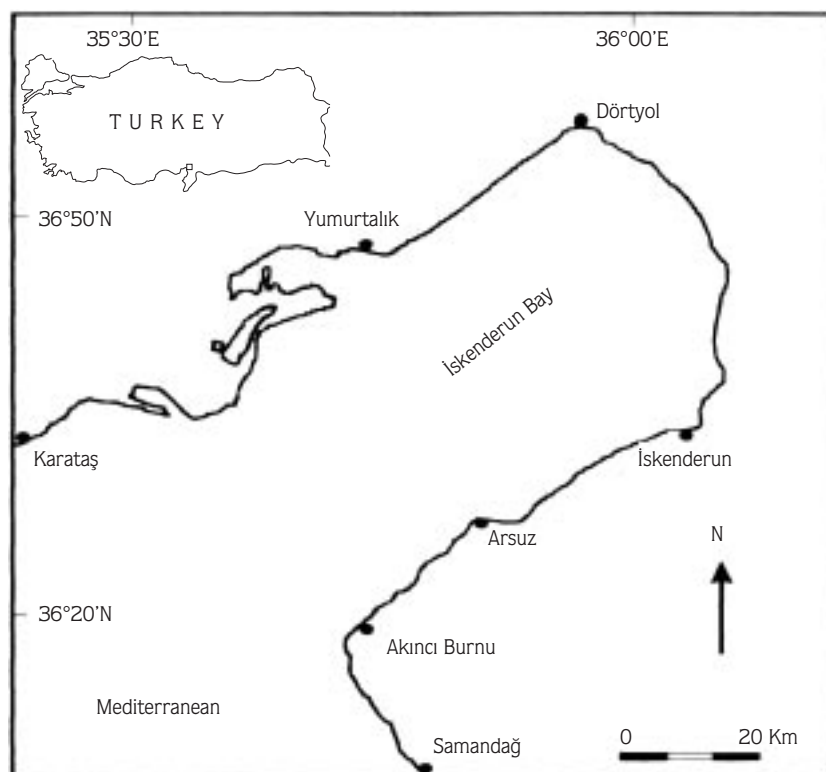 35°30'E
36°00'E
Dörtyol
TURKEY
36°50'N
Yumurtalık
İskenderun Bay
Karataş
İskenderun
Arsuz
N
36°20'N
Akıncı Burnu
Mediterranean
0 20 Km
Samandağ